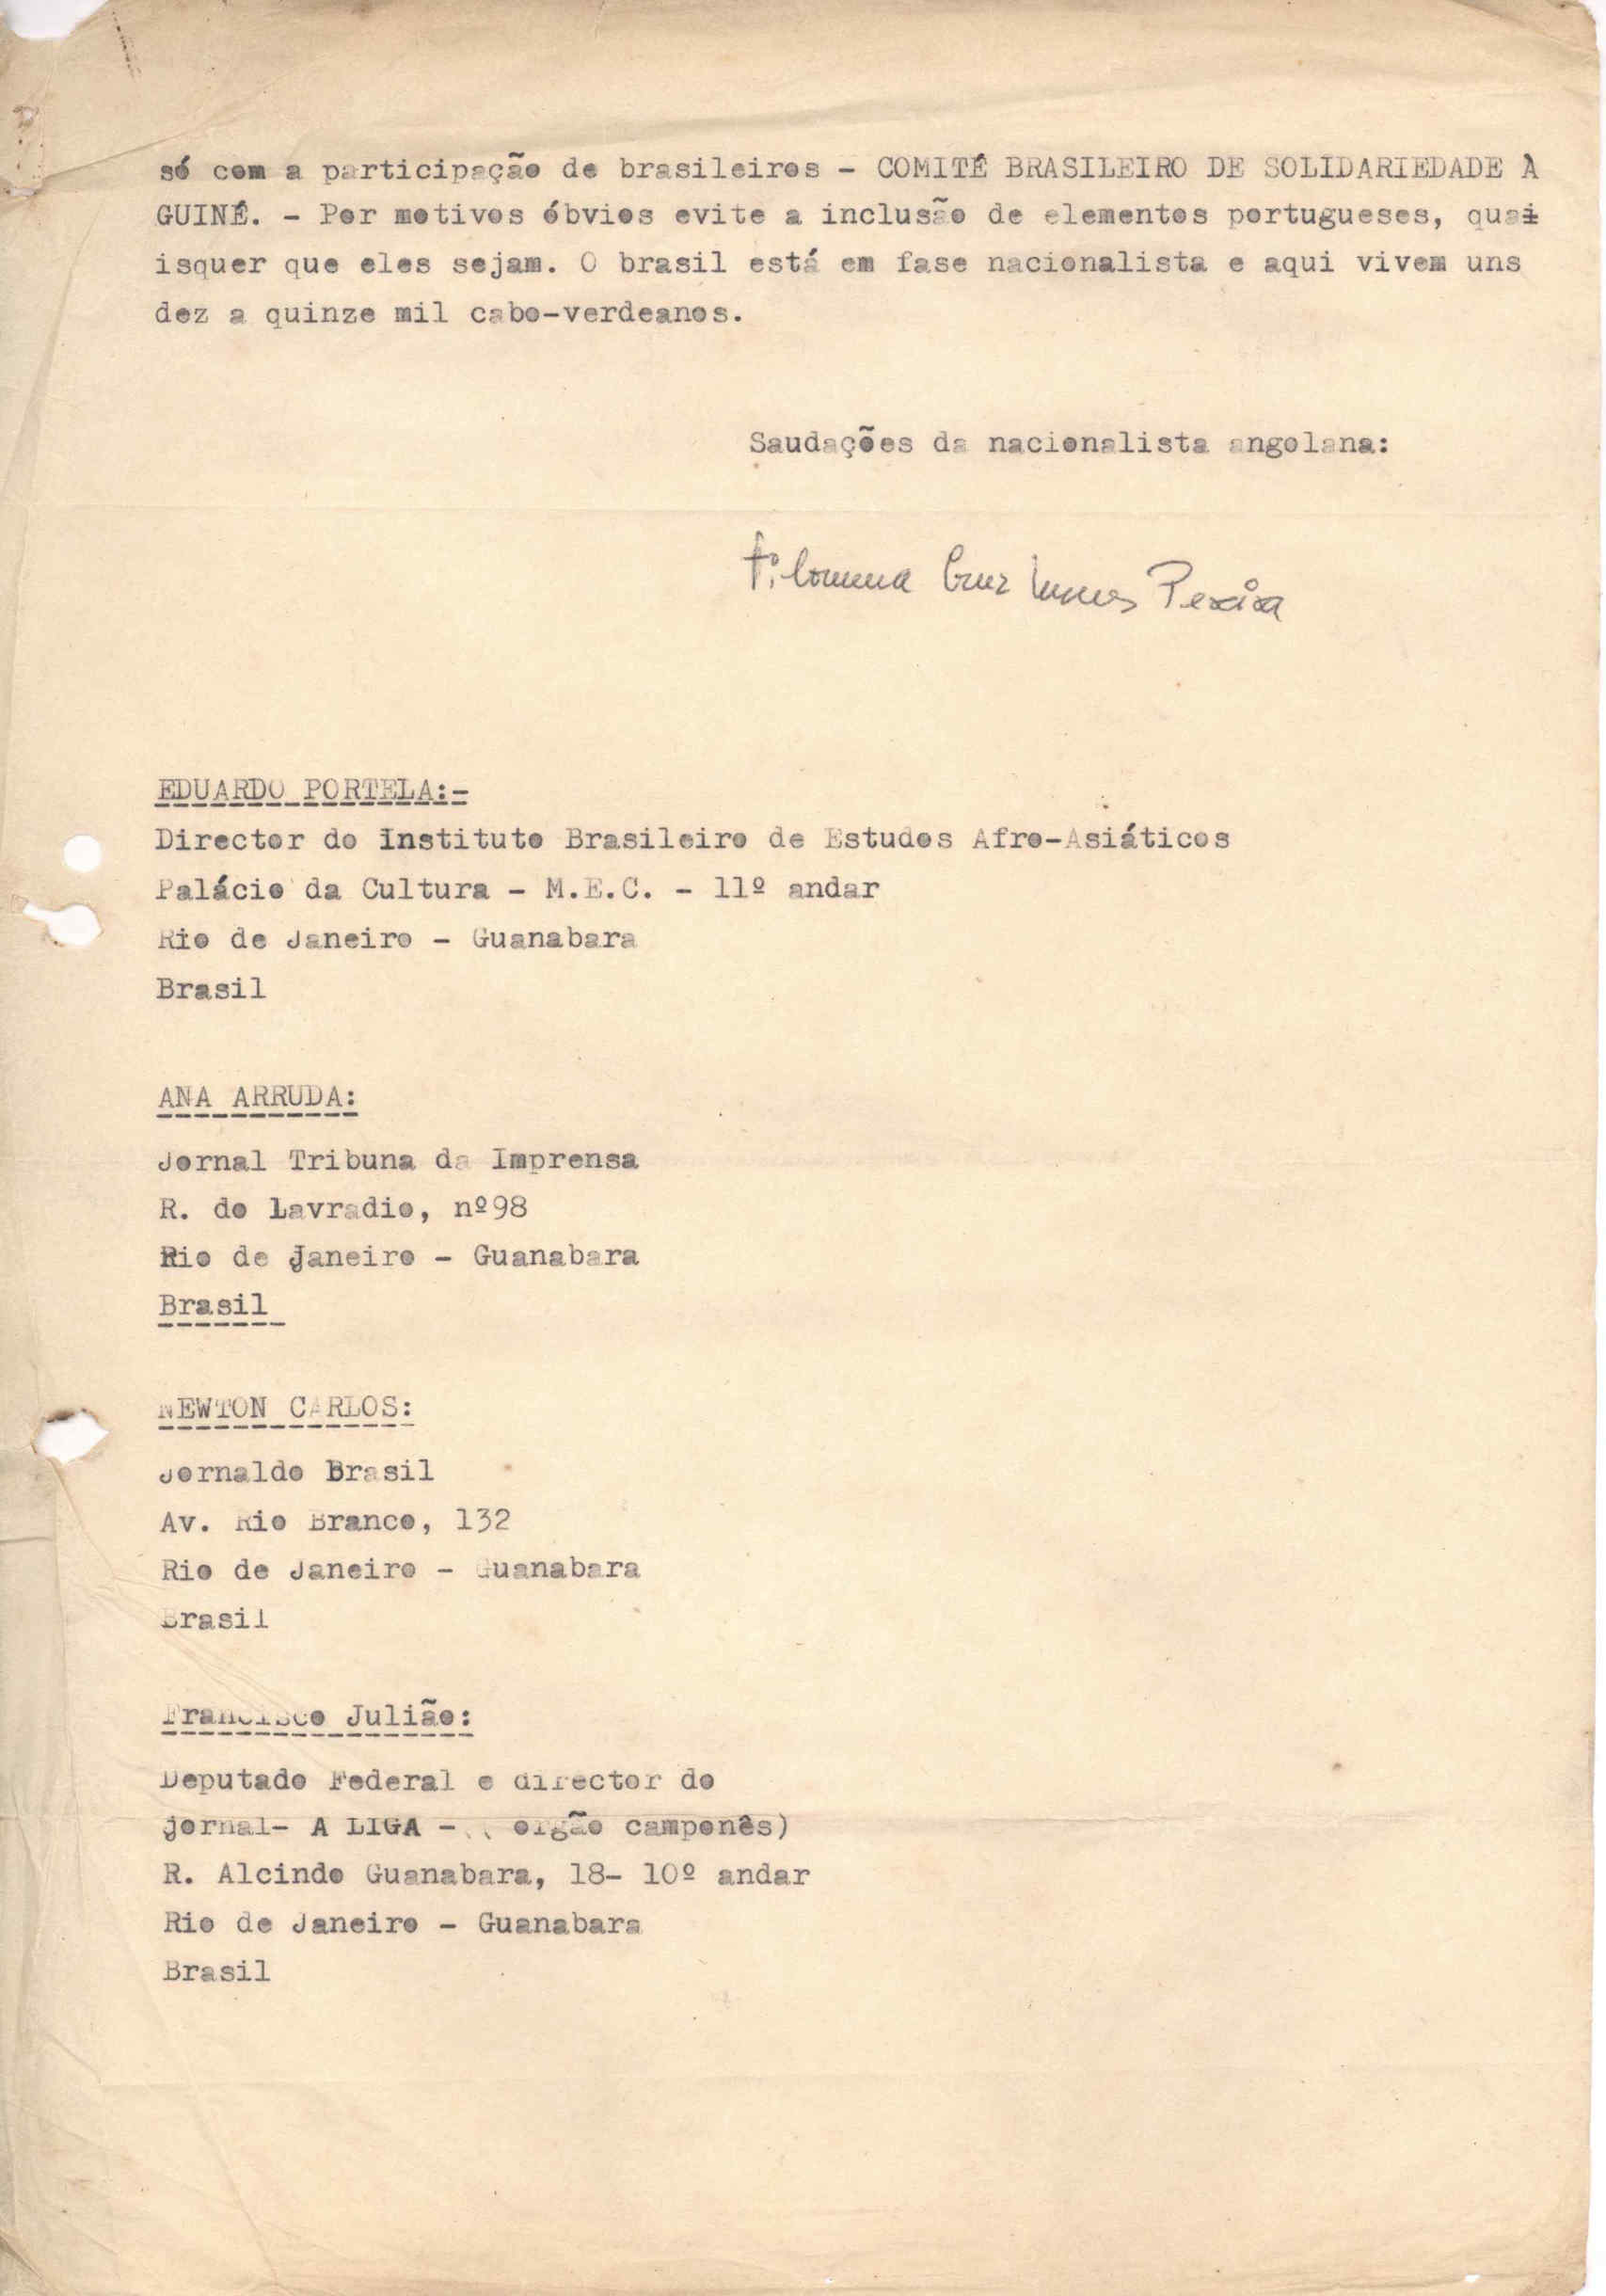 só com a participação de brasileiros - COMITÉ BRASILEIRO DE SOLIDARIEDADE À
GUINÉ. - Por motivos óbvios evite a inclusão de elementos portugueses, quai
isquer que eles sejam. O brasil está em fase nacionalista e aqui vivem uns
dez a quinze mil cabo-verdeanos.
Saudações da nacionalista angolana:
Filomena Cruz Nunes Pereira
EDUARDO PORTELA:-
Director do Instituto Brasileiro de Estudos Afro-Asiáticos
Palácio da Cultura - M.E.C. - 11º andar
Rio de Janeiro - Guanabara
Brasil
ANA ARRUDA:
Jornal Tribuna da Imprensa
R. do Lavradio, nº98
Rio de Janeiro - Guanabara
Brasil
NEWTON CARLOS:
Jornaldo Brasil
Av. Rio Branco, 132
Rio de Janeiro - Guanabara
Brasil
Francisco Julião:
Deputado Federal e director do
jornal- A LIGA - ( orgão camponês)
R. Alcindo Guanabara, 18- 10º andar
Rio de Janeiro - Guanabara
Brasil